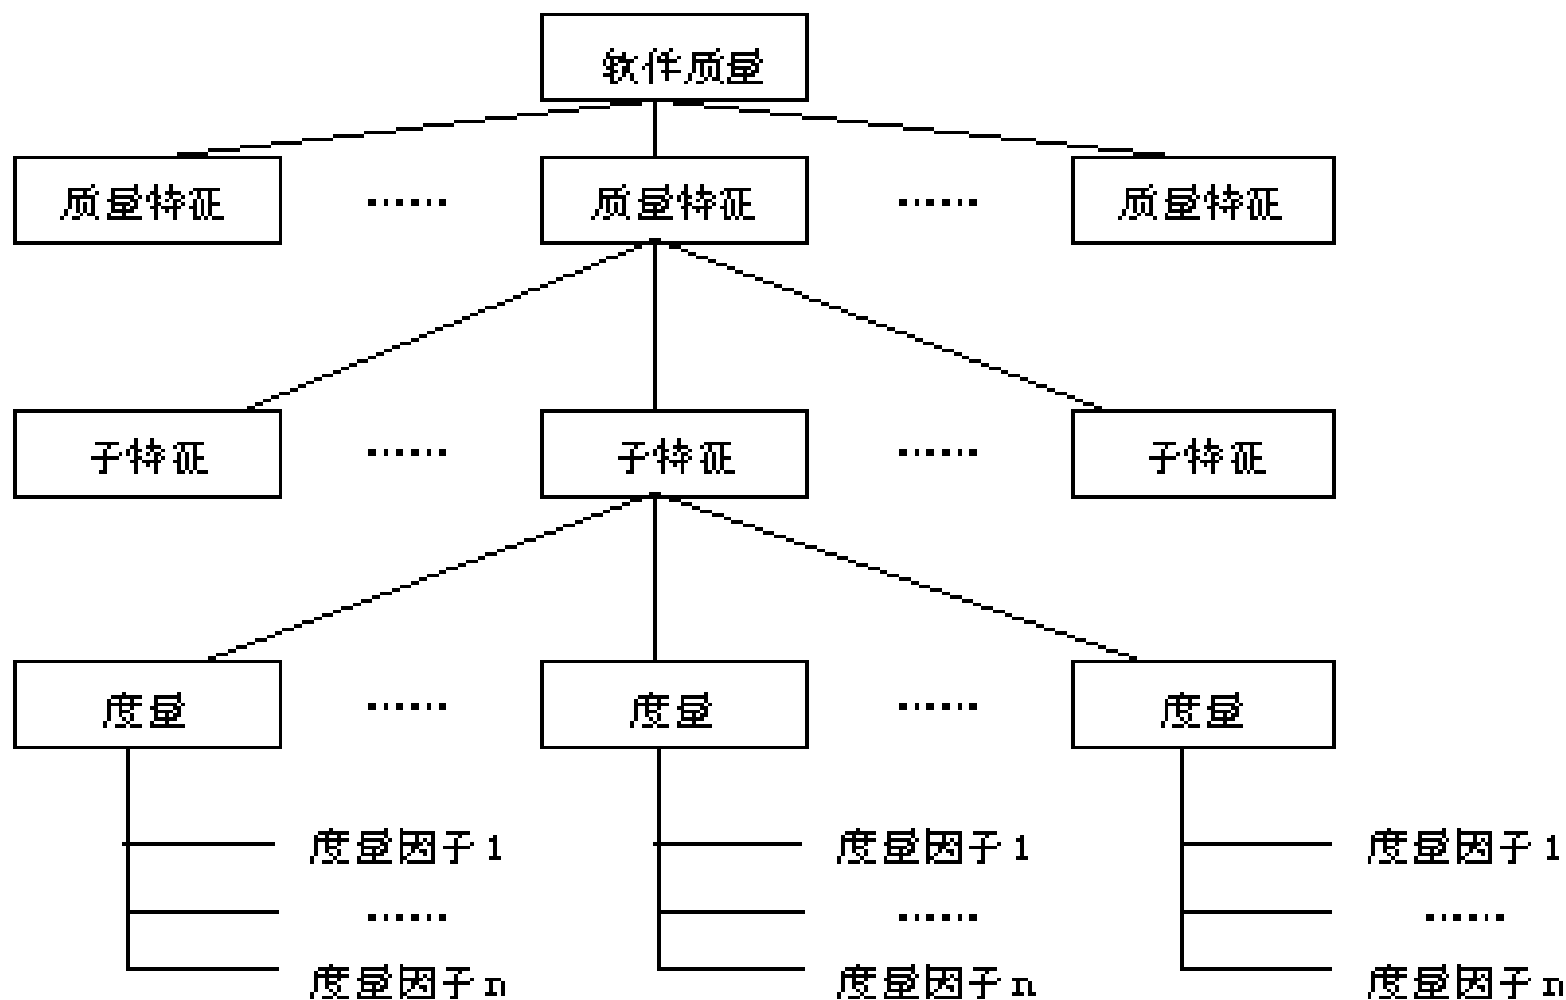 软件质量
质量特征 …… 质量特征 …… 质量特征
子特征 …… 子特征 …… 子特征
度量 …… 度量 …… 度量
度量因子1 度量因子1 度量因子1
…… …… ……
度量因子n 度量因子n 度量因子n